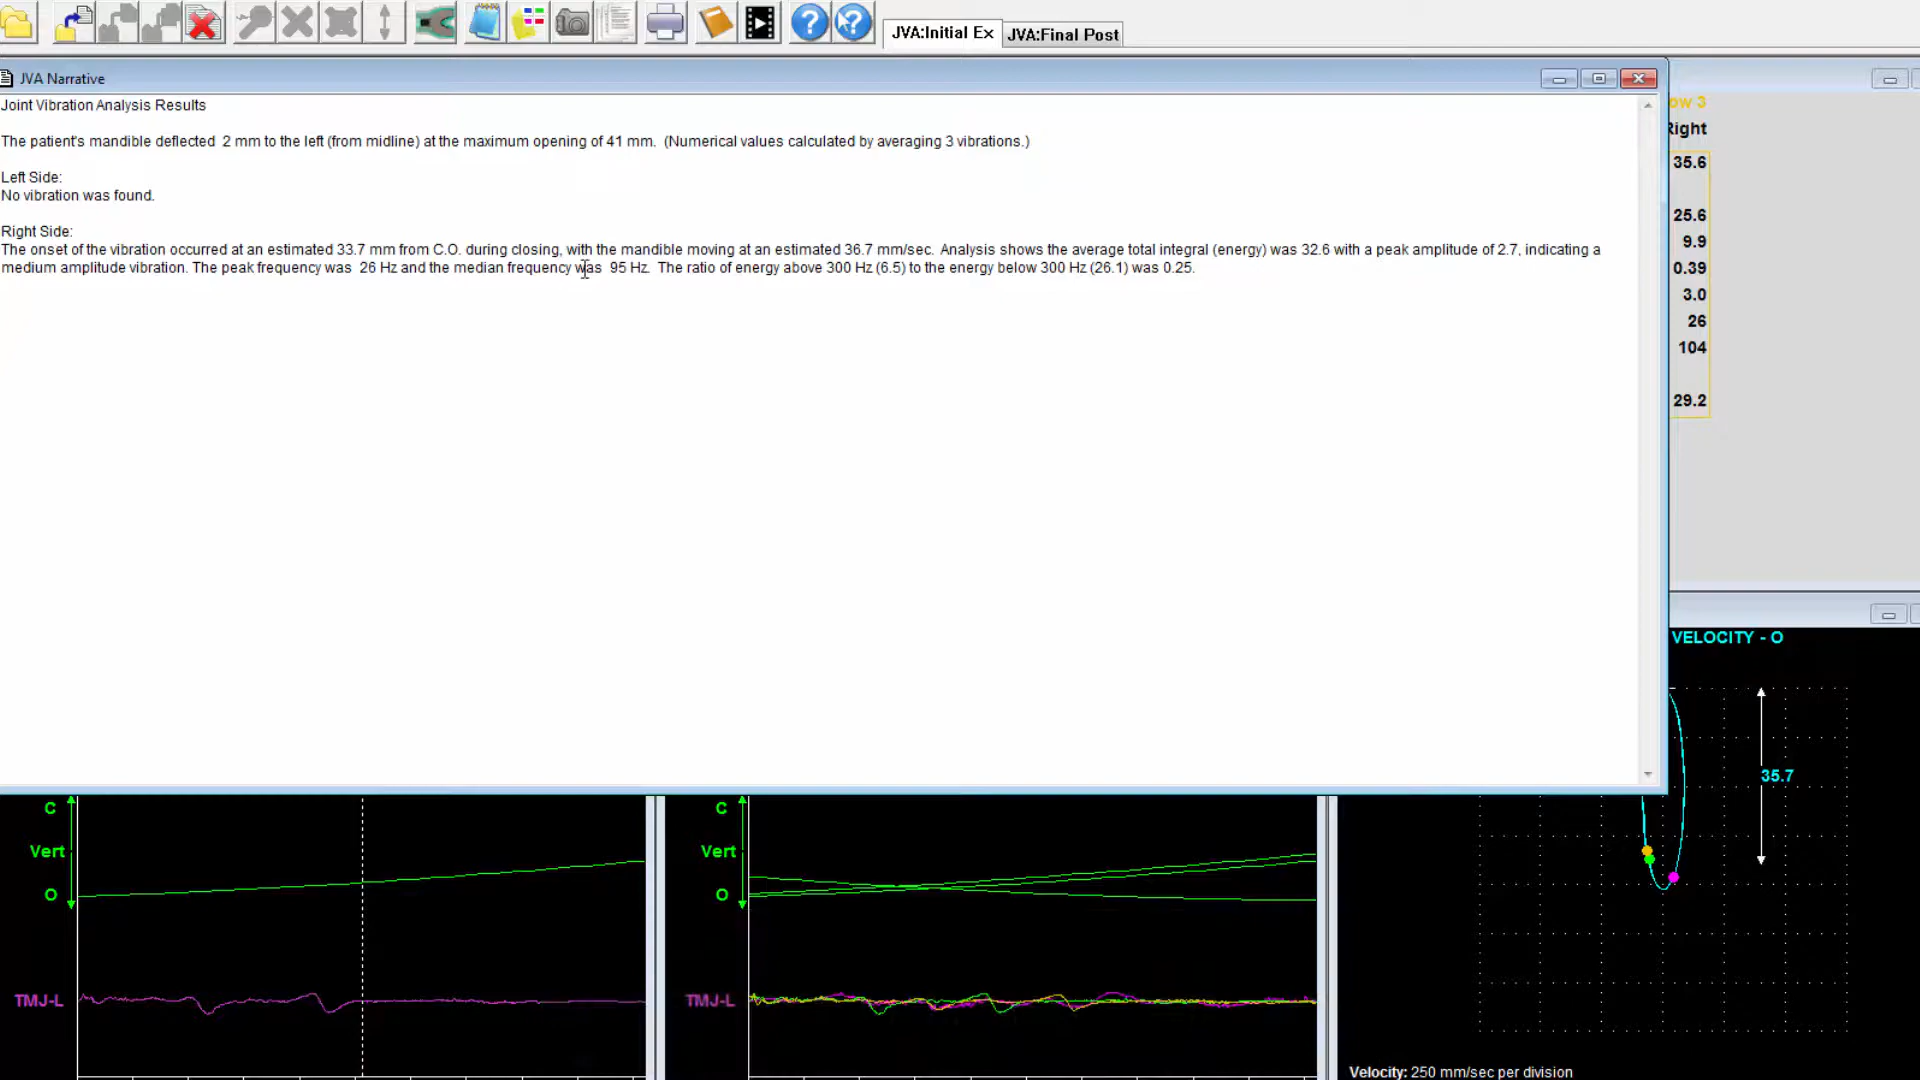 JVA:Initial Ex
JVA:Final Post
JVA Narrative
Joint Vibration Analysis Results
The patient's mandible deflected  2 mm to the left (from midline) at the maximum opening of 41 mm.  (Numerical values calculated by averaging 3 vibrations.)
Left Side:
No vibration was found.
Right Side:
The onset of the vibration occurred at an estimated 33.7 mm from C.O. during closing, with the mandible moving at an estimated 36.7 mm/sec.  Analysis shows the average total integral (energy) was 32.6 with a peak amplitude of 2.7, indicating a
medium amplitude vibration. The peak frequency was  26 Hz and the median frequency was  95 Hz.  The ratio of energy above 300 Hz (6.5) to the energy below 300 Hz (26.1) was 0.25.
ow 3
Right
35.6
25.6
9.9
0.39
3.0
26
104
29.2
VELOCITY - O
35.7
C
Vert
O
TMJ-L
C
Vert
O
TMJ-L
Velocity: 250 mm/sec per division